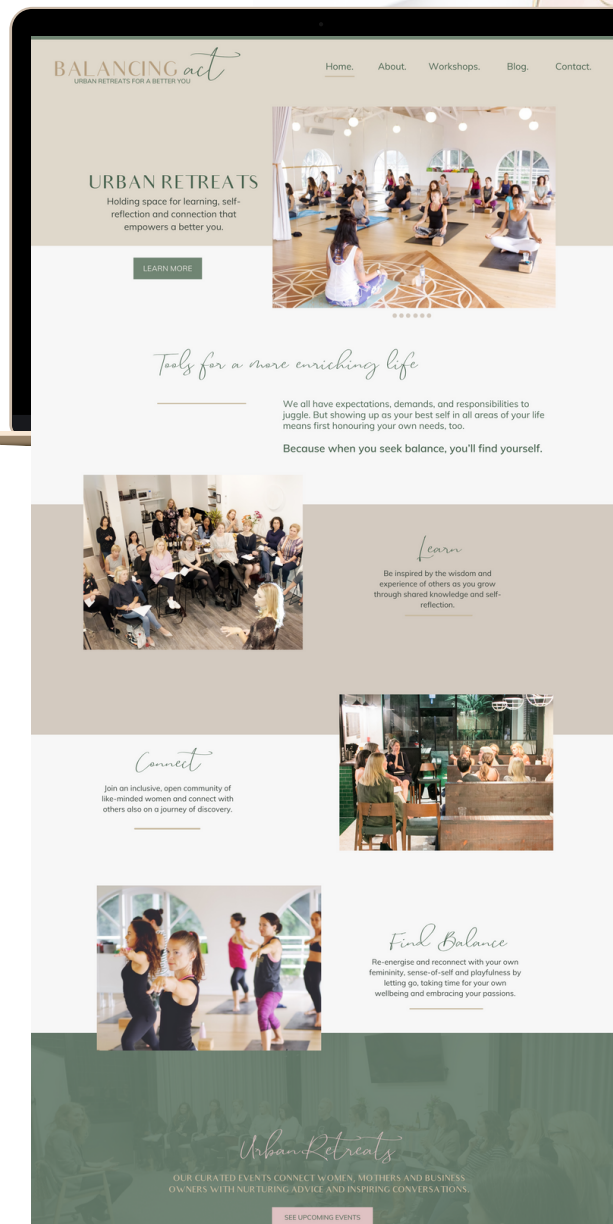 BALANCING act
URBAN RETREATS FOR A BETTER YOU
Home. About. Workshops. Blog. Contact.
URBAN RETREATS
Holding space for learning, self-
reflection and connection that
empowers a better you.
LEARN MORE
Tools for a more enriching life
We all have expectations, demands, and responsibilities to
juggle. But showing up as your best self in all areas of your life
means first honouring your own needs, too.
Because when you seek balance, you'll find yourself.
Learn
Be inspired by the wisdom and
experience of others as you grow
through shared knowledge and self-
reflection.
Connect
Join an inclusive, open community of
like-minded women and connect with
others also on a journey of discovery.
Find Balance
Re-energise and reconnect with your own
femininity, sense-of-self and playfulness by
letting go, taking time for your own
wellbeing and embracing your passions.
Urban Retreats
OUR CURATED EVENTS CONNECT WOMEN, MOTHERS AND BUSINESS
OWNERS WITH NURTURING ADVICE AND INSPIRING CONVERSATIONS.
SEE UPCOMING EVENTS